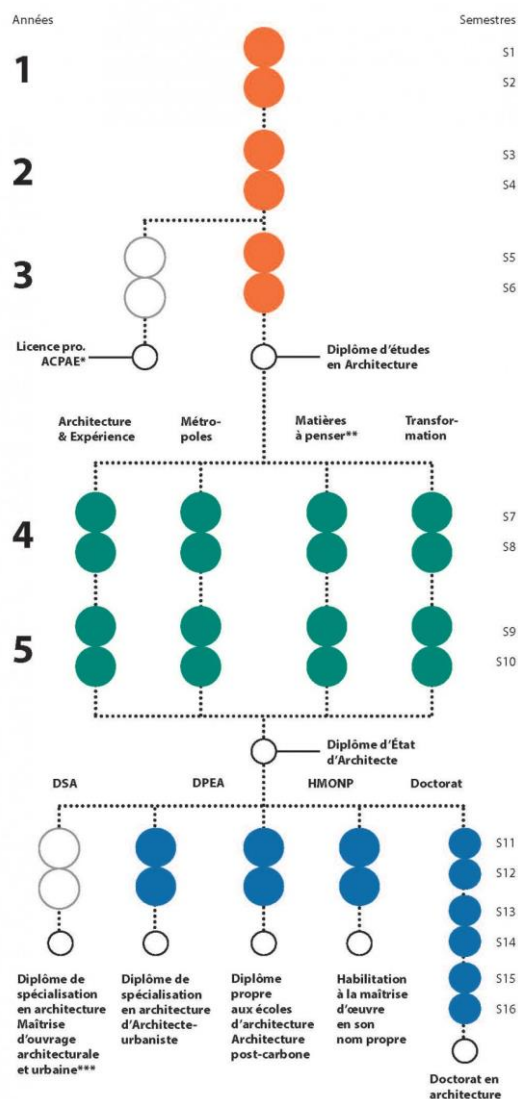 Années
Semestres
1
S1
S2
2
S3
S4
3
S5
S6
Licence pro.
ACPAE*
Diplôme d'études
en Architecture
Architecture
& Expérience
Métro-
poles
Matières
à penser**
Transfor-
mation
4
S7
S8
5
S9
S10
Diplôme d'État
d'Architecte
DSA
DPEA
HMONP
Doctorat
S11
S12
S13
S14
S15
S16
Diplôme de
spécialisation
en architecture
Maîtrise
d'ouvrage
architecturale
et urbaine***
Diplôme de
spécialisation
en architecture
d'Architecte-
urbaniste
Diplôme
propre
aux écoles
d'architecture
Architecture
post-carbone
Habilitation
à la maîtrise
d'œuvre
en son
nom propre
Doctorat en
architecture